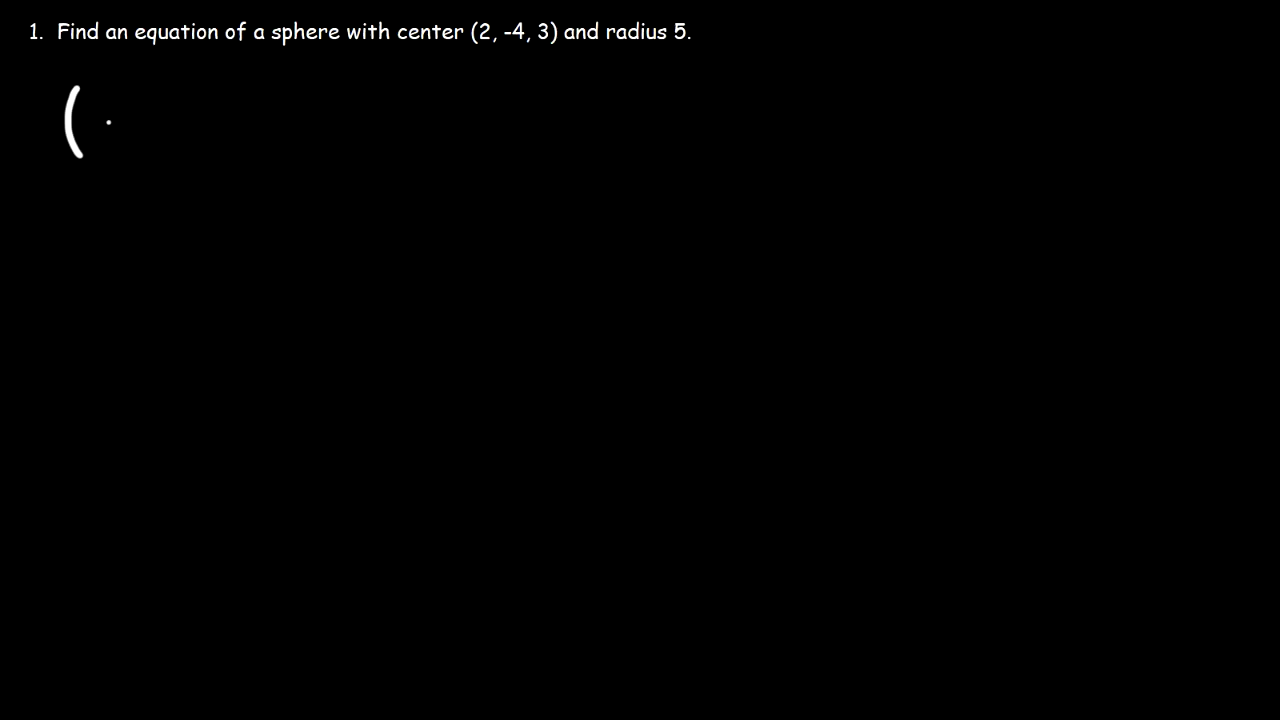 1. Find an equation of a sphere with center (2, -4, 3) and radius 5.
(